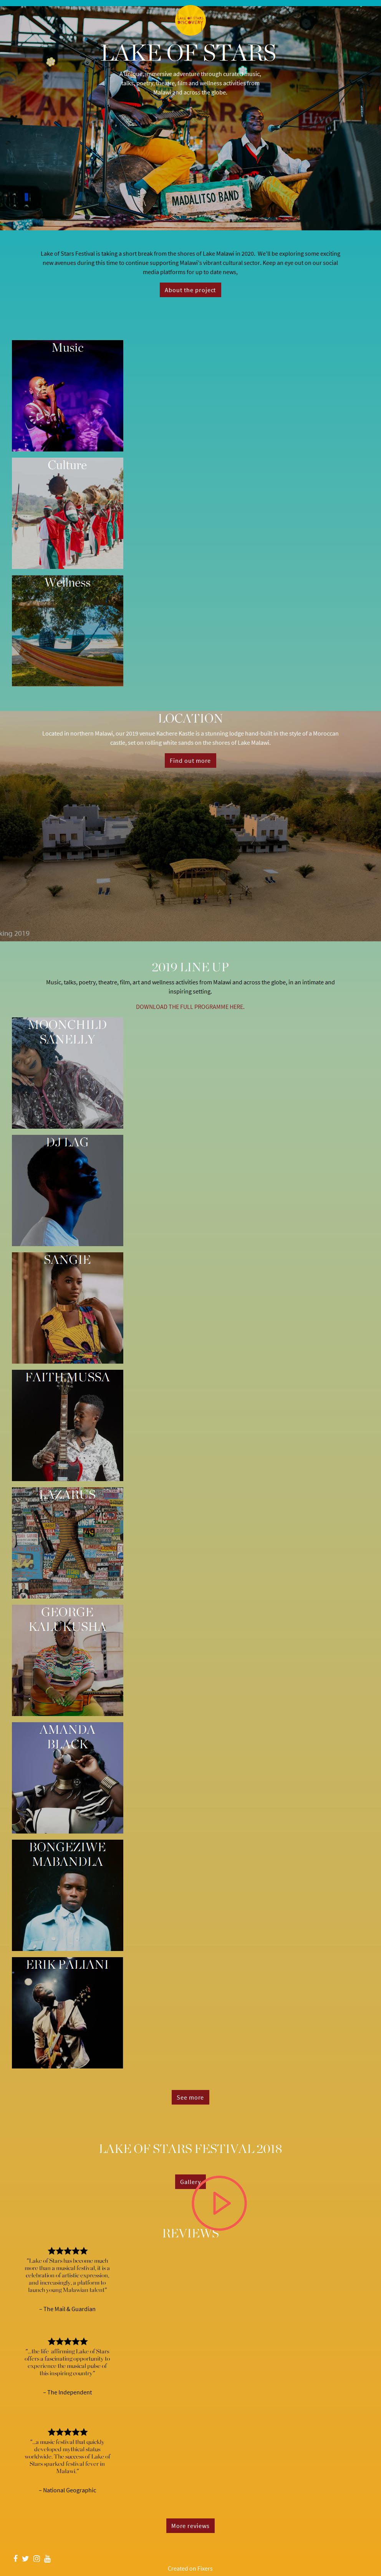 DISCOVERY
LAKE OF STARS
A unique, immersive adventure through curated music,
talks, poetry, theatre, film and wellness activities from
Malawi and across the globe.
MALOTO BAND
Lake of Stars Festival is taking a short break from the shores of Lake Malawi in 2020. We'll be exploring some exciting
new avenues during this time to continue supporting Malawi's vibrant cultural sector. Keep an eye out on our social
media platforms for up to date news.
About the project
Music
Culture
Wellness
LOCATION
Located in northern Malawi, our 2019 venue Kachere Kastle is a stunning lodge hand-built in the style of a Moroccan
castle, set on rolling white sands on the shores of Lake Malawi.
Find out more
king 2019
2019 LINE UP
Music, talks, poetry, theatre, film, art and wellness activities from Malawi and across the globe, in an intimate and
inspiring setting.
DOWNLOAD THE FULL PROGRAMME HERE.
MOONCHILD
SANELLY
DJ LAG
SANGIE
FAITH MUSSA
LAZARUS
GEORGE
KALUKUSHA
AMANDA
BLACK
BONGEZIWE
MABANDLA
ERIK PALIANI
See more
LAKE OF STARS FESTIVAL 2018
Gallery
REVIEWS
"Lake of Stars has become much
more than a musical festival, it is a
celebration of artistic expression,
and increasingly, a platform to
launch young Malawian talent"
– The Mail & Guardian
"...the life-affirming Lake of Stars
offers a fascinating opportunity to
experience the musical pulse of
this inspiring country"
– The Independent
"...a music festival that quickly
developed mythical status
worldwide. The success of Lake of
Stars sparked festival fever in
Malawi."
– National Geographic
More reviews
Created on Fixers